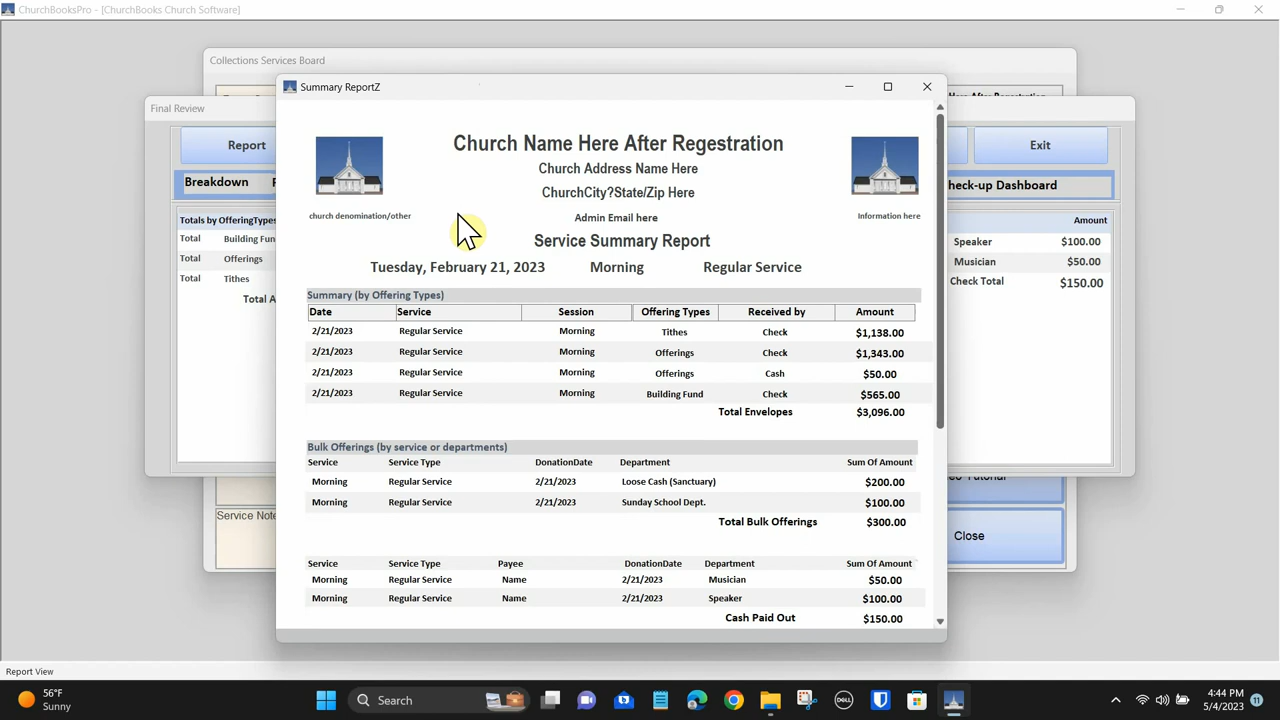 ChurchBooksPro - [ChurchBooks Church Software]
Collections Services Board
Final Review
Report
Exit
Breakdown
heck-up Dashboard
Totals by OfferingTypes
Total Building Fun
Total Offerings
Total Tithes
Total A
Amount
Speaker $100.00
Musician $50.00
Check Total $150.00
Service Note
Close
Summary ReportZ
Church Name Here After Regestration
Church Address Name Here
ChurchCity?State/Zip Here
church denomination/other Admin Email here Information here
Service Summary Report
Tuesday, February 21, 2023 Morning Regular Service
Summary (by Offering Types)
Date Service Session Offering Types Received by Amount
2/21/2023 Regular Service Morning Tithes Check $1,138.00
2/21/2023 Regular Service Morning Offerings Check $1,343.00
2/21/2023 Regular Service Morning Offerings Cash $50.00
2/21/2023 Regular Service Morning Building Fund Check $565.00
Total Envelopes $3,096.00
Bulk Offerings (by service or departments)
Service Service Type DonationDate Department Sum Of Amount
Morning Regular Service 2/21/2023 Loose Cash (Sanctuary) $200.00
Morning Regular Service 2/21/2023 Sunday School Dept. $100.00
Total Bulk Offerings $300.00
Service Service Type Payee DonationDate Department Sum Of Amount
Morning Regular Service Name 2/21/2023 Musician $50.00
Morning Regular Service Name 2/21/2023 Speaker $100.00
Cash Paid Out $150.00
Report View
56°F
Sunny
Search
DELL
4:44 PM
5/4/2023
11